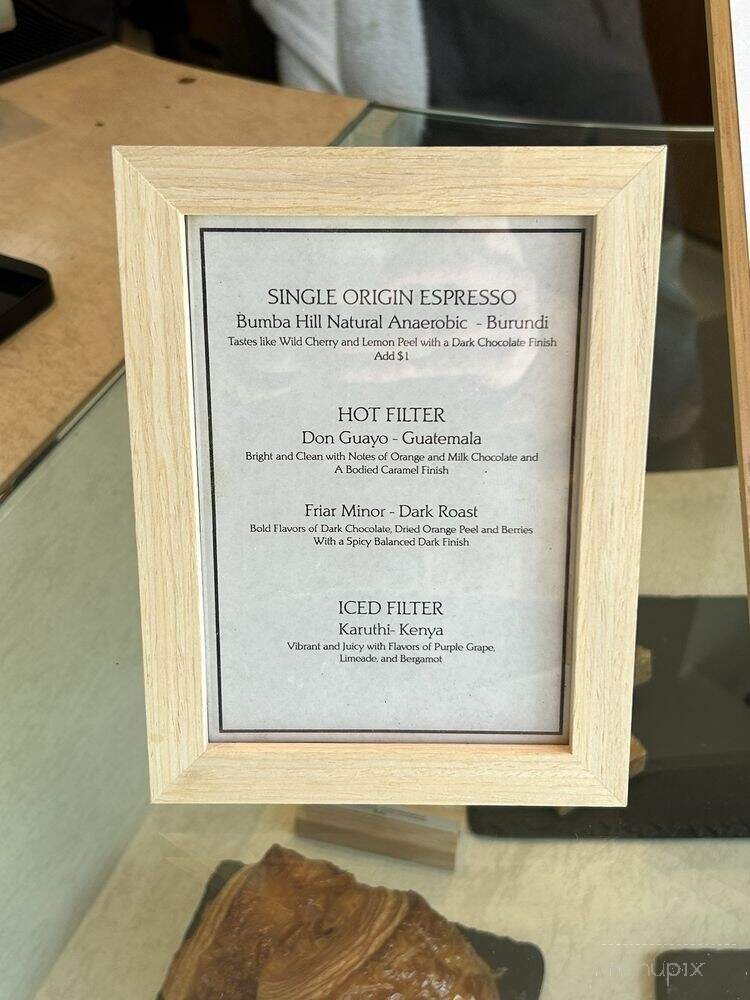 SINGLE ORIGIN ESPRESSO
Bumba Hill Natural Anaerobic - Burundi
Tastes like Wild Cherry and Lemon Peel with a Dark Chocolate Finish
Add $1
HOT FILTER
Don Guayo - Guatemala
Bright and Clean with Notes of Orange and Milk Chocolate and
A Bodied Caramel Finish
Friar Minor - Dark Roast
Bold Flavors of Dark Chocolate, Dried Orange Peel and Berries
With a Spicy Balanced Dark Finish
ICED FILTER
Karuthi- Kenya
Vibrant and Juicy with Flavors of Purple Grape,
Limeade, and Bergamot